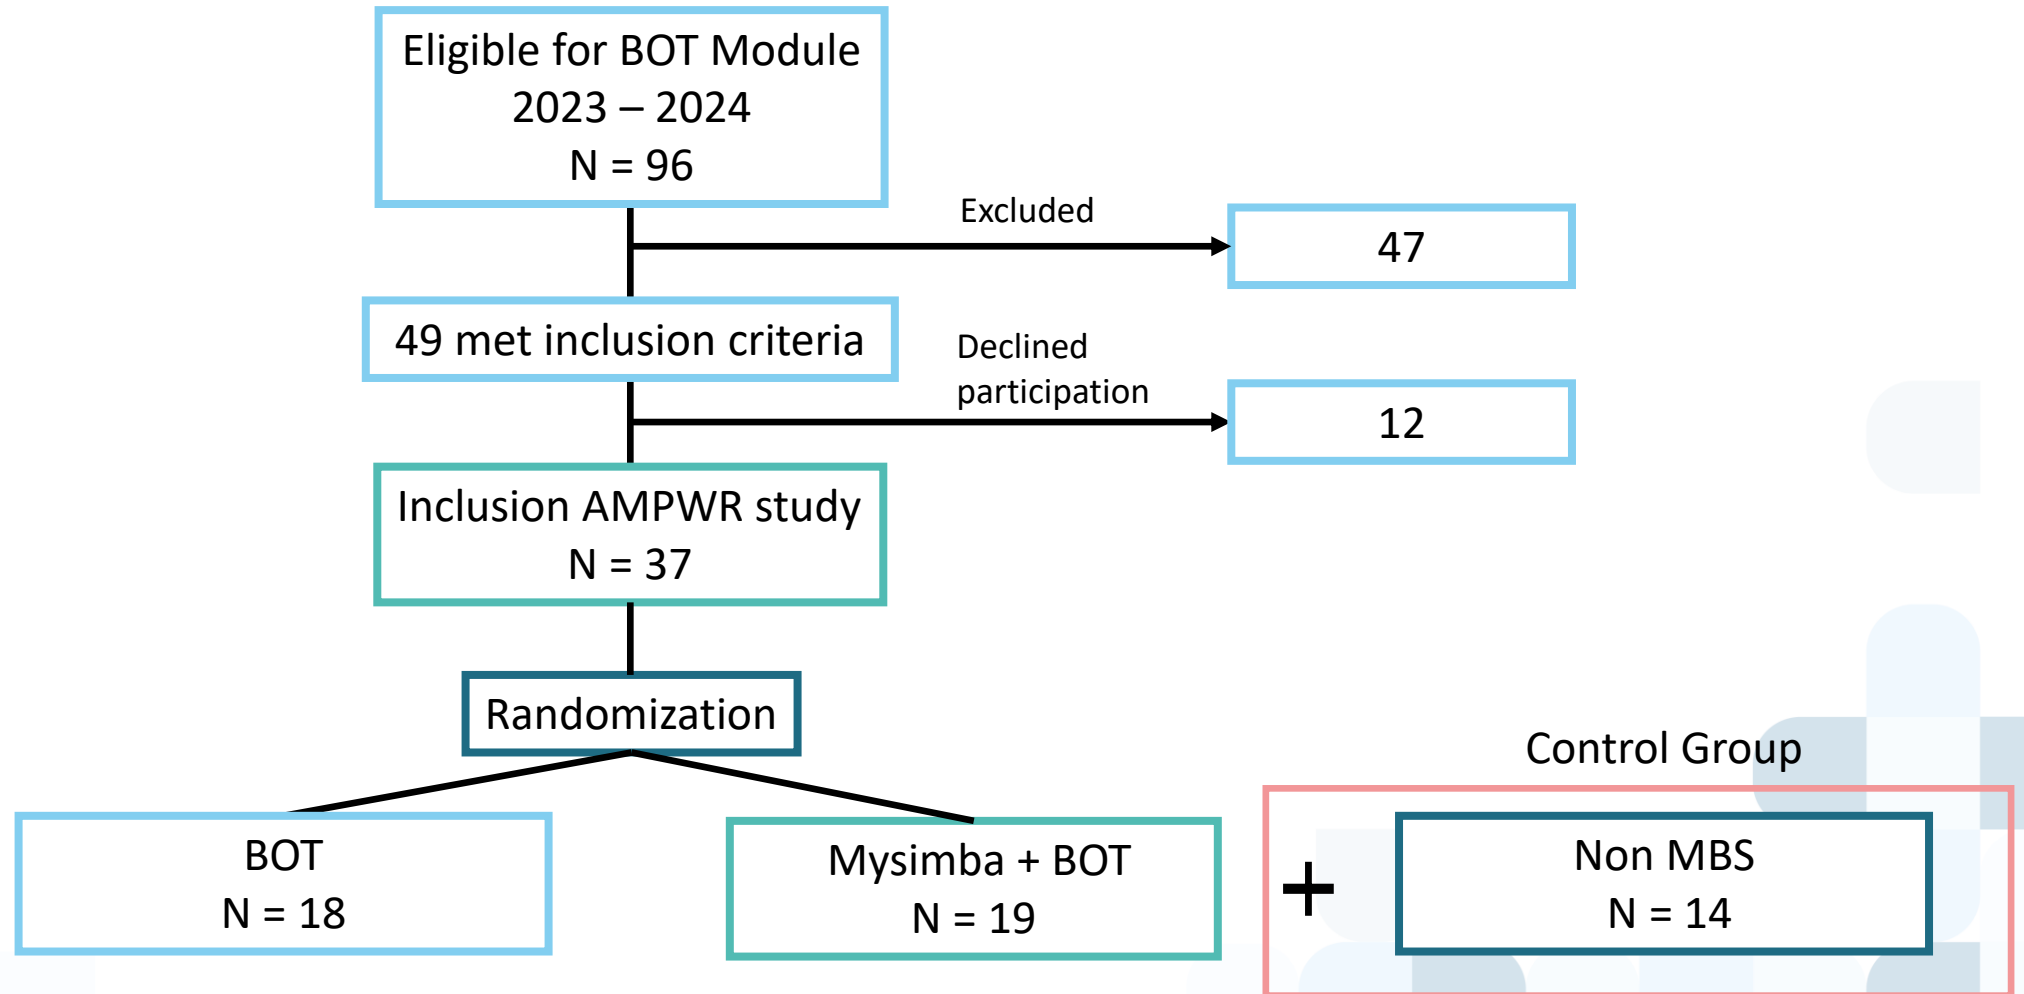 Eligible for BOT Module
2023 – 2024
N = 96
Excluded
47
49 met inclusion criteria
Declined
participation
12
Inclusion AMPWR study
N = 37
Randomization
Control Group
BOT
N = 18
Mysimba + BOT
N = 19
+
Non MBS
N = 14